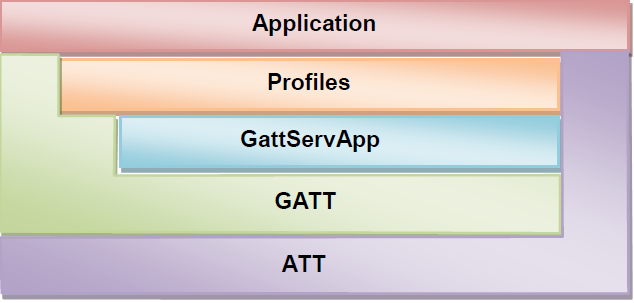 Application
Profiles
GattServApp
GATT
ATT